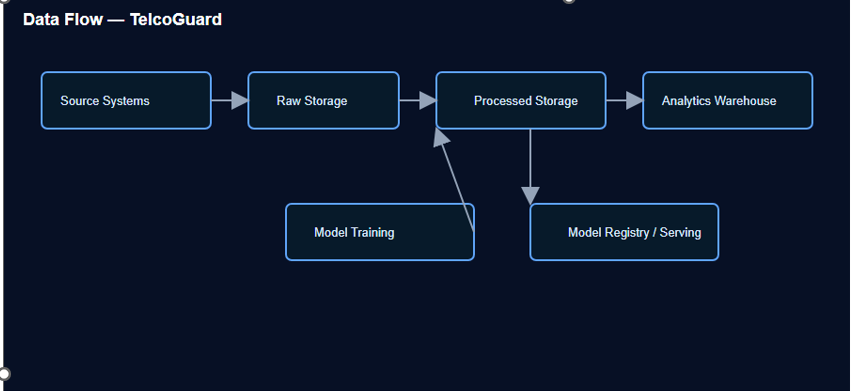 Data Flow — TelcoGuard
Source Systems
Raw Storage
Processed Storage
Analytics Warehouse
Model Training
Model Registry / Serving